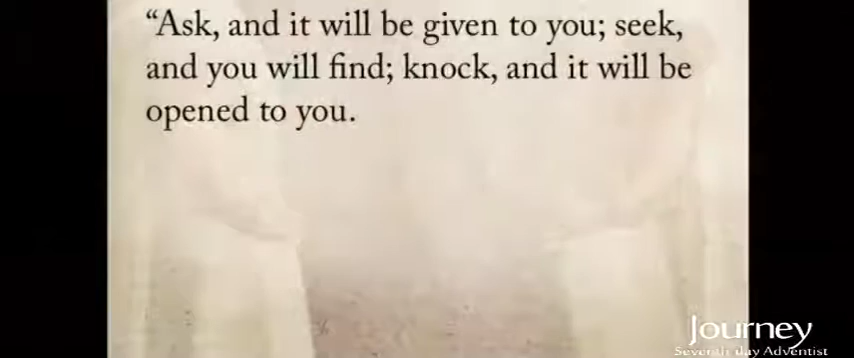 “Ask, and it will be given to you; seek,
and you will find; knock, and it will be
opened to you.
Journey
Seventh-day Adventist